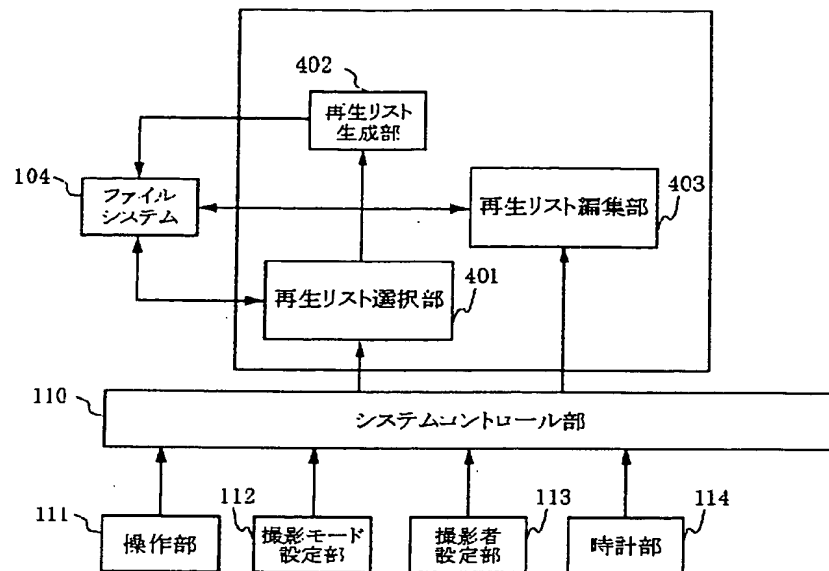 402
再生リスト
生成部
104
ファイル
システム
再生リスト編集部
403
401
再生リスト選択部
110
システムコントロール部
111
操作部
112
撮影モード
設定部
113
撮影者
設定部
114
時計部